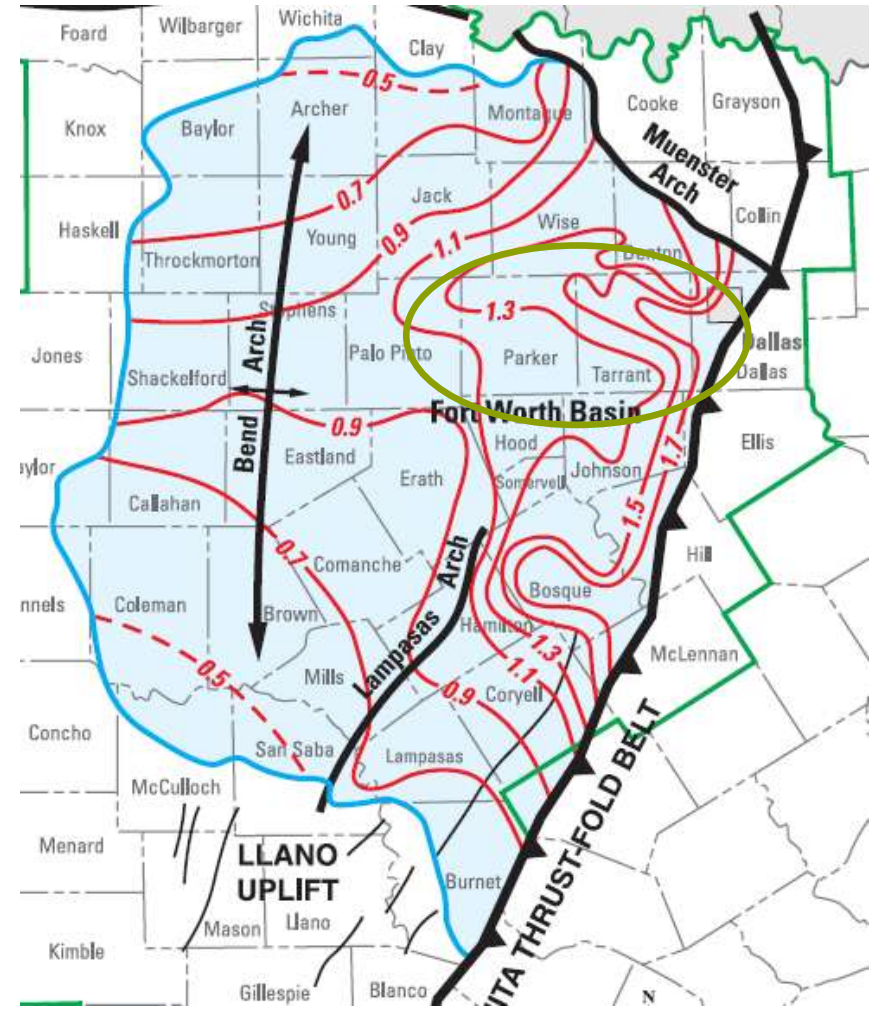 Foard
Wilbarger
Wichita
Clay
0.5
Archer
Montague
Cooke
Grayson
Knox
Baylor
Muenster
Arch
0.7
Jack
Haskell
Young
0.9
1.1
Wise
Denton
Collin
Throckmorton
Stephens
1.3
Jones
Bend Arch
Palo Pinto
Parker
Dallas
Shackelford
Tarrant
Dallas
0.9
Fort Worth Basin
1.7
Eastland
Hood
Ellis
ylor
Erath
Somervell
Johnson
Callahan
1.5
0.7
Comanche
Arch
Hill
nnels
Coleman
Brown
Bosque
Lampasas
Hamilton
0.5
Mills
1.3
McLennan
1.1
0.9
Coryell
Concho
San Saba
Lampasas
McCulloch
Menard
LLANO
UPLIFT
Burnet
ITA THRUST-FOLD BELT
Mason
Llano
Kimble
Gillespie
Blanco
N